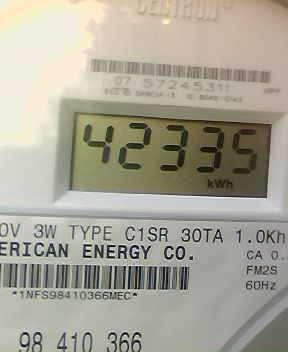 CENTRON
07 57245311
42335
kWh
0V 3W TYPE C1SR 30TA 1.0Kh
ERICAN ENERGY CO.
CA 0.
FM2S
*1NFS98410366MEC*
60Hz
98 410 366